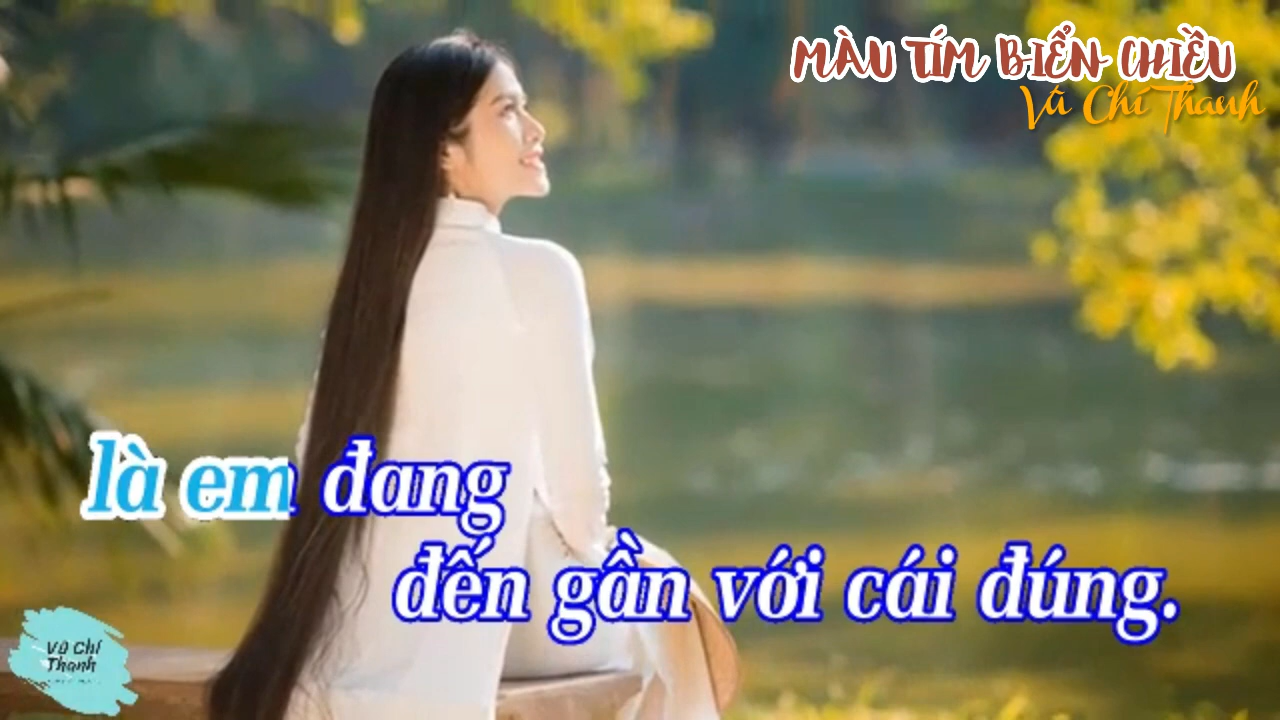 MÀU TÍM BIỂN CHIỀU
Vũ Chí Thanh
là em đang
đến gần với cái đúng.
Vũ Chí
Thanh